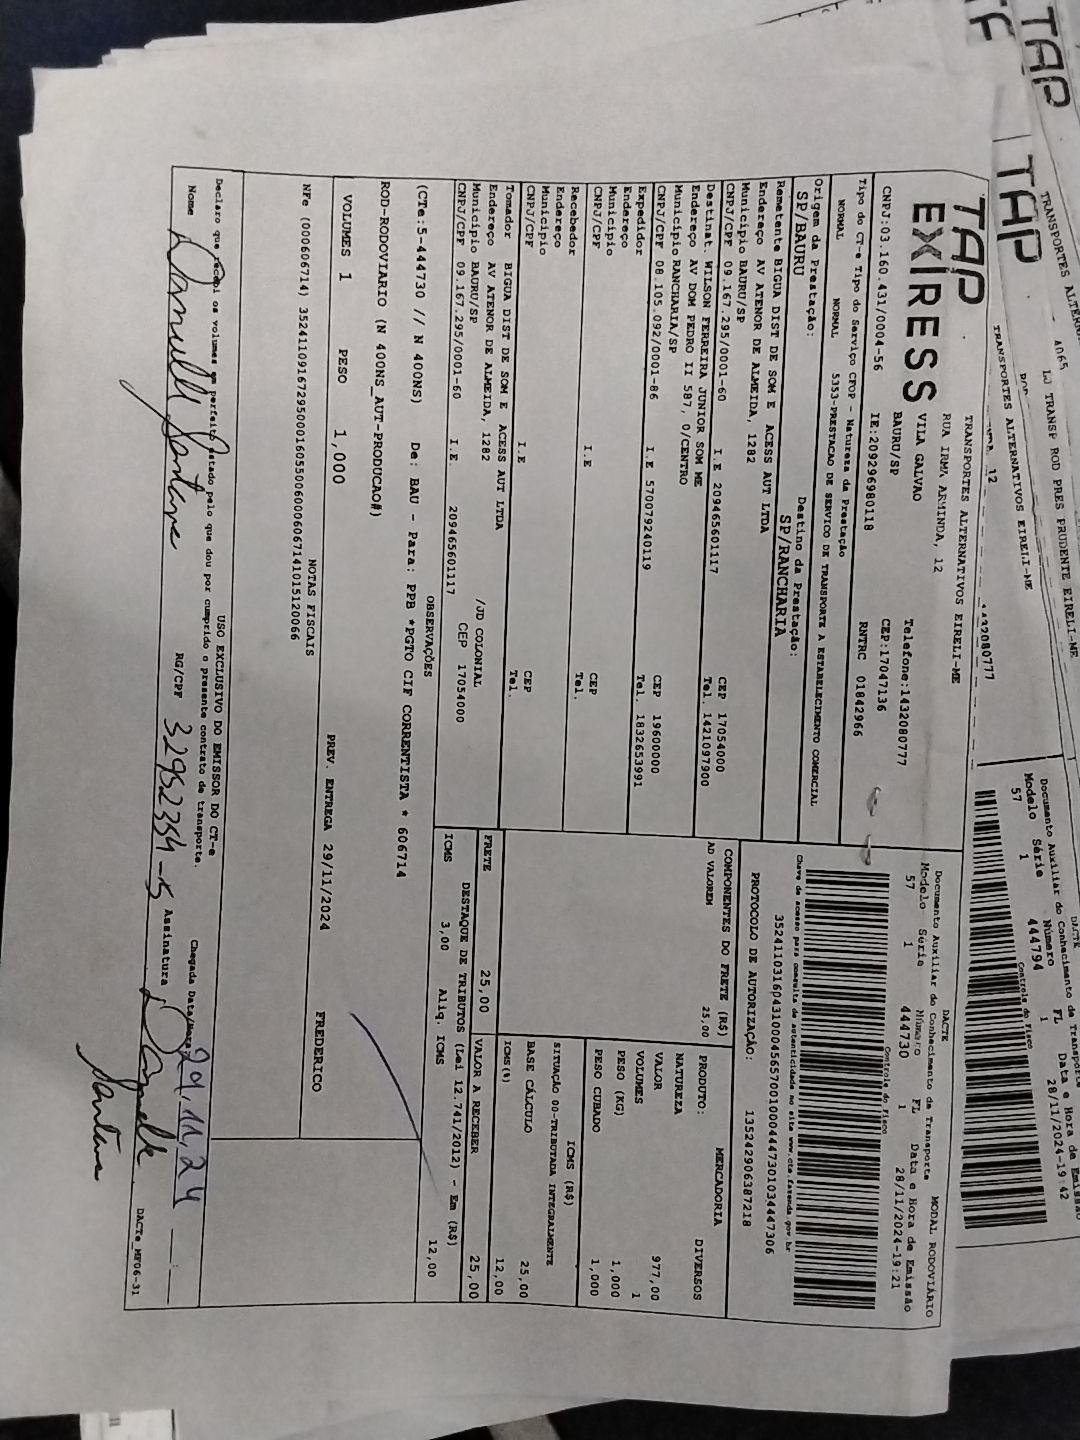 TAP
EXPRESS
TRANSPORTES ALTERNATIVOS EIRELI-ME
RUA IRMA ARMINDA, 12
VILA GALVAO
BAURU/SP
Telefone:1432080777
CEP:17047136
CNPJ:03.160.431/0004-56 IE:209296980118 RNTRC 01842966
DACTE
Documento Auxiliar do Conhecimento de Transporte MODAL RODOVIÁRIO
Modelo Série Número FL Data e Hora de Emissão
57 1 444730 1 28/11/2024-19:21
Controle do Fisco
Tipo do CT-e Tipo do Serviço CFOP - Natureza da Prestação
NORMAL NORMAL 5353-PRESTACAO DE SERVICO DE TRANSPORTE A ESTABELECIMENTO COMERCIAL
Chave de acesso para consulta de autenticidade no site www.cte.fazenda.gov.br
Origem da Prestação: Destino da Prestação:
SP/BAURU SP/RANCHARIA
PROTOCOLO DE AUTORIZAÇÃO: 135242906387218
Remetente BIGUA DIST DE SOM E ACESS AUT LTDA
Endereço AV ATENOR DE ALMEIDA, 1282
Município BAURU/SP CEP 17054000
CNPJ/CPF 09.167.295/0001-60 I.E 209465601117 Tel. 1421097900
Destinat. WILSON FERREIRA JUNIOR SOM ME
Endereço AV DOM PEDRO II 587, 0/CENTRO
Município RANCHARIA/SP CEP 19600000
CNPJ/CPF 08.105.092/0001-86 I.E 570079240119 Tel. 1832653991
Expedidor
Endereço
Município CEP
CNPJ/CPF I.E Tel.
Recebedor
Endereço
Município CEP
CNPJ/CPF I.E Tel.
Tomador BIGUA DIST DE SOM E ACESS AUT LTDA
Endereço AV ATENOR DE ALMEIDA, 1282 /JD COLONIAL
Município BAURU/SP CEP 17054000
CNPJ/CPF 09.167.295/0001-60 I.E 209465601117
COMPONENTES DO FRETE (R$)
AD VALOREM 25,00
FRETE 25,00
PRODUTO: MERCADORIA DIVERSOS
NATUREZA
VALOR 977,00
VOLUMES 1
PESO (KG) 1,000
PESO CUBADO 1,000
ICMS (R$)
SITUAÇÃO 00-TRIBUTADA INTEGRALMENTE
BASE CÁLCULO 25,00
ICMS(%) 12,00
VALOR A RECEBER 25,00
DESTAQUE DE TRIBUTOS (Lei 12.741/2012) - Em (R$)
ICMS 3,00 Aliq. ICMS 12,00
OBSERVAÇÕES
(CTe:5-444730 // N 400NS) De: BAU - Para: PPB *PGTO CIF CORRENTISTA * 606714
ROD-RODOVIARIO (N 400NS_AUT-PRODUCAO#)
VOLUMES 1 PESO 1,000 PREV. ENTREGA 29/11/2024 FREDERICO
NOTAS FISCAIS
NFe (000606714) 35241109167295000160550060006067141015120066
USO EXCLUSIVO DO EMISSOR DO CT-e
Declaro que recebi os volumes em perfeito estado pelo que dou por cumprido o presente contrato de transporte.
Chegada Data/Hora 29.11.24
Nome RG/CPF Assinatura
Santana
DACTe_MF06-31
TAP
TRANSPORTES ALTERNATIVOS EIRELI-ME
1432080777
Documento Auxiliar do Conhecimento de Transporte
Modelo Série Número FL Data e Hora de Emissão
57 1 444794 1 28/11/2024-19:42
Controle do Fisco
TAP
4065 LJ TRANSP ROD PRES PRUDENTE EIRELI-ME